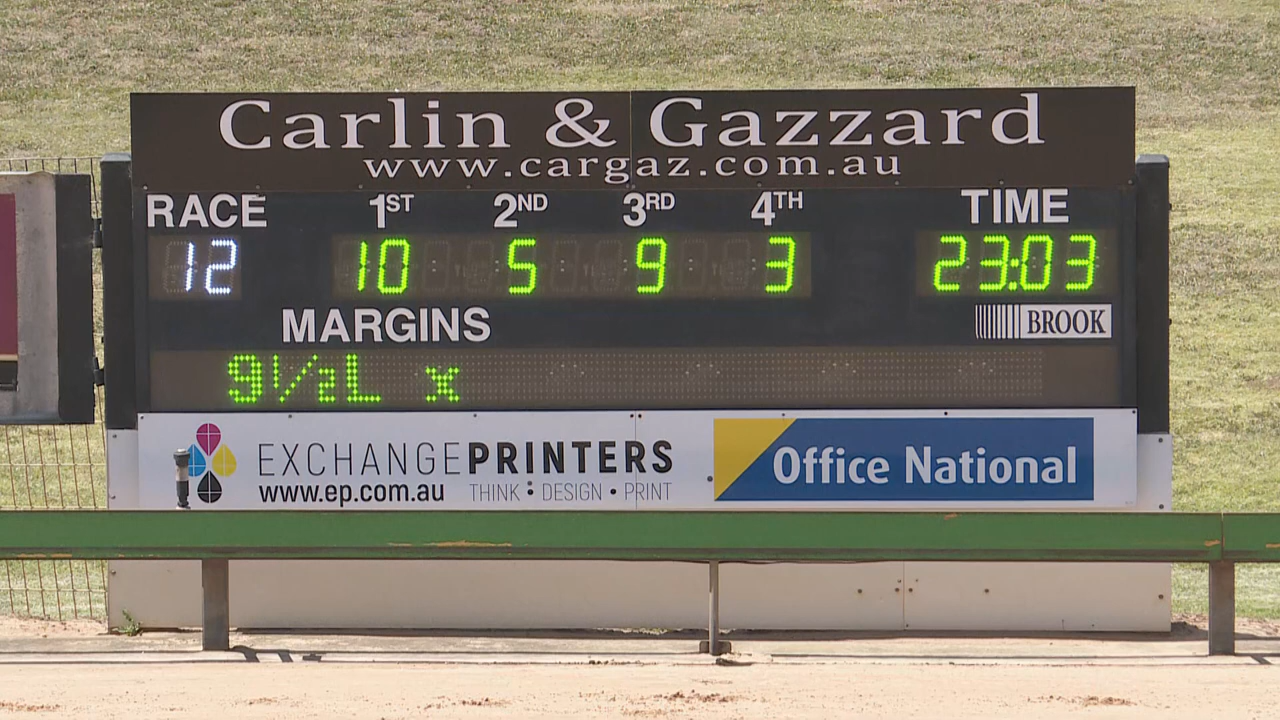 Carlin & Gazzard
www.cargaz.com.au
RACE 1ST 2ND 3RD 4TH TIME
12 10 5 9 3 23:03
MARGINS
BROOK
9½L x
EXCHANGEPRINTERS
www.ep.com.au THINK • DESIGN • PRINT
Office National